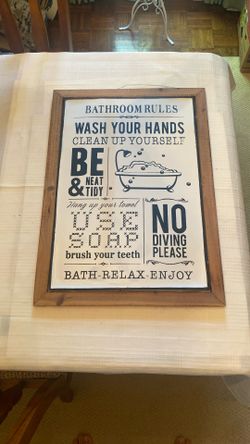 BATHROOM RULES
WASH YOUR HANDS
CLEAN UP YOURSELF
BE
& NEAT
TIDY
Hang up your towel
USE
SOAP
brush your teeth
NO
DIVING
PLEASE
BATH-RELAX-ENJOY